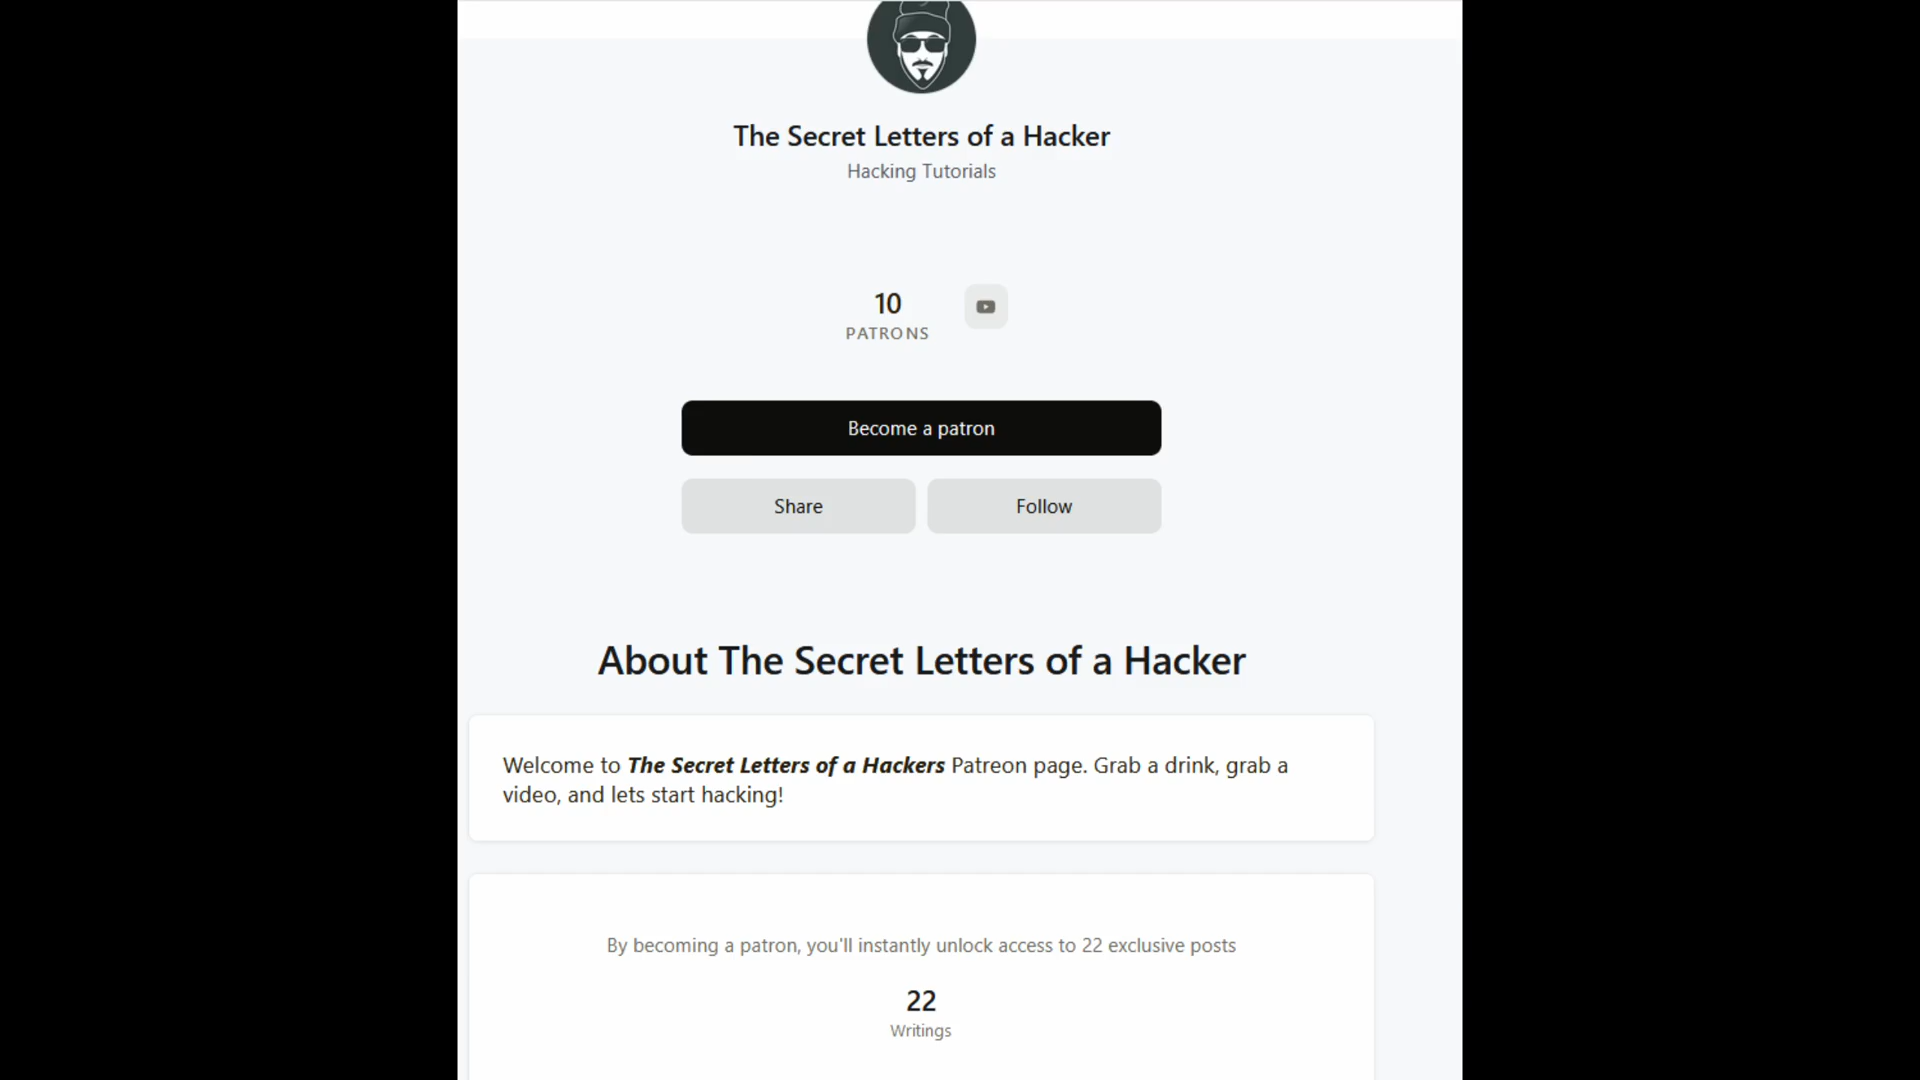 The Secret Letters of a Hacker
Hacking Tutorials
10
PATRONS
Become a patron
Share
Follow
About The Secret Letters of a Hacker
Welcome to The Secret Letters of a Hackers Patreon page. Grab a drink, grab a
video, and lets start hacking!
By becoming a patron, you'll instantly unlock access to 22 exclusive posts
22
Writings